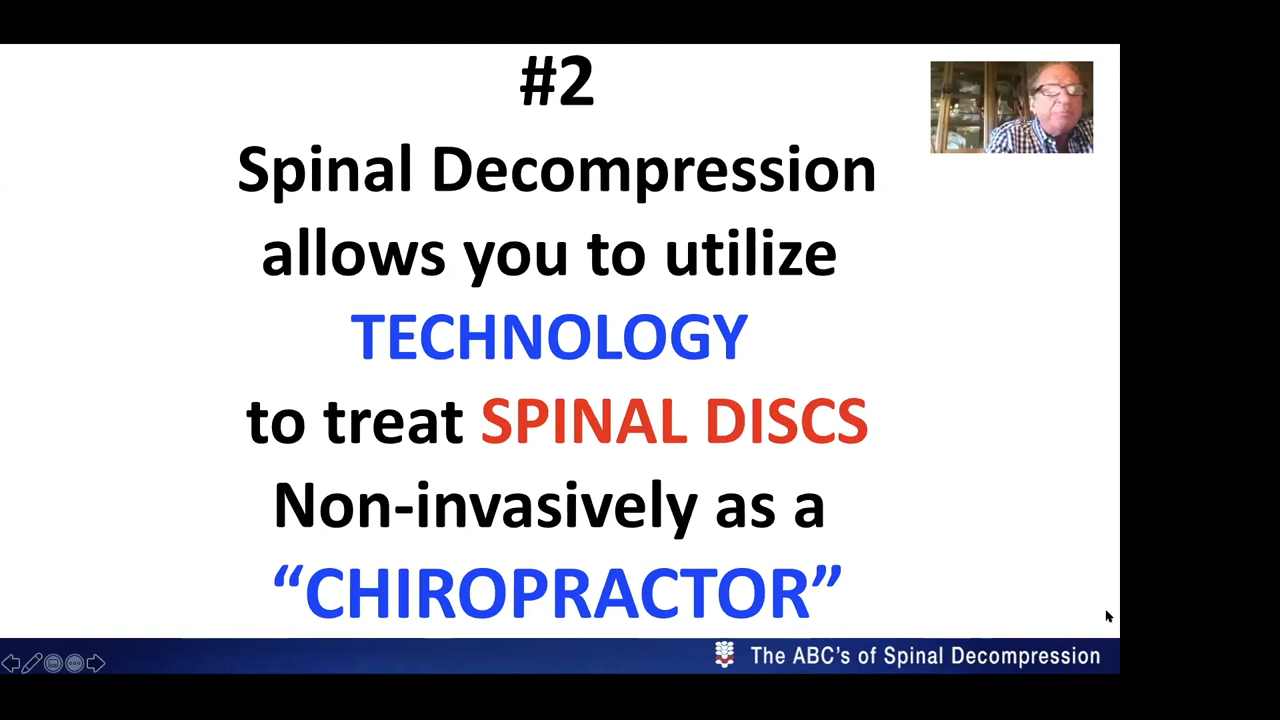 #2
Spinal Decompression
allows you to utilize
TECHNOLOGY
to treat SPINAL DISCS
Non-invasively as a
“CHIROPRACTOR”
The ABC’s of Spinal Decompression